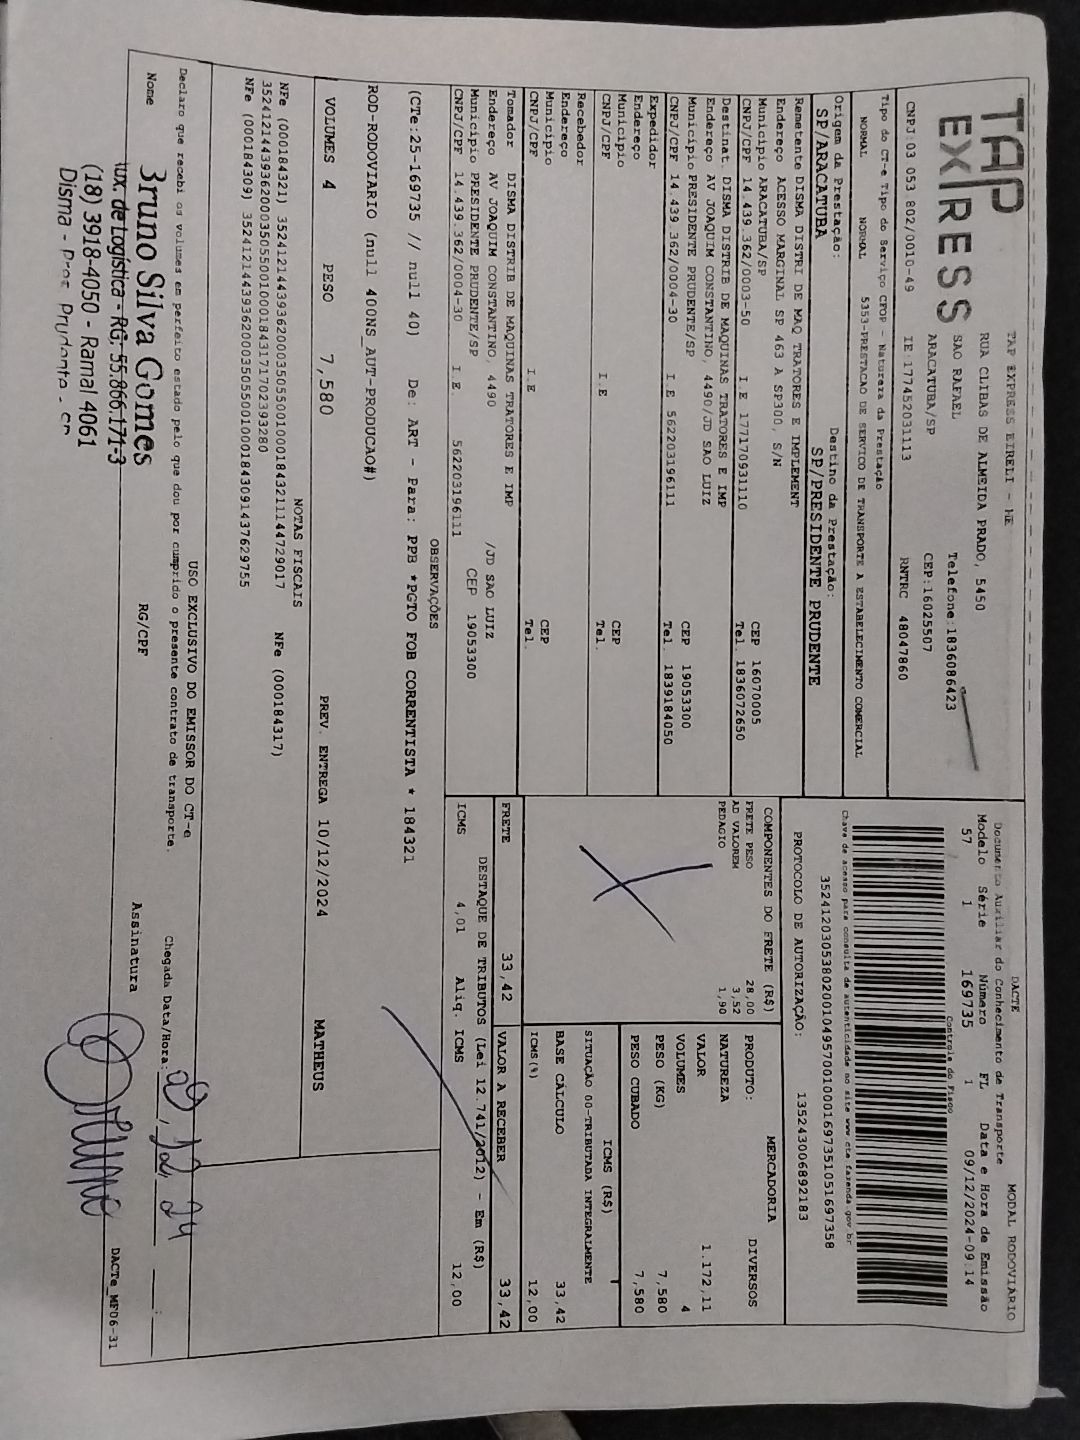 TAP
EXPRESS
TAP EXPRESS EIRELI - ME
RUA CLIBAS DE ALMEIDA PRADO, 5450
SAO RAFAEL
Telefone:1836086423
ARACATUBA/SP
CEP:16025507
CNPJ:03 053 802/0010-49 IE:177452031113 RNTRC 48047860
Tipo do CT-e Tipo do Serviço CFOP - Natureza da Prestação
NORMAL NORMAL 5353-PRESTACAO DE SERVICO DE TRANSPORTE A ESTABELECIMENTO COMERCIAL
Origem da Prestação: Destino da Prestação:
SP/ARACATUBA SP/PRESIDENTE PRUDENTE
DACTE MODAL RODOVIARIO
Documento Auxiliar do Conhecimento de Transporte
Modelo Série Número FL Data e Hora de Emissão
57 1 169735 1 09/12/2024-09:14
Controle do Fisco
Chave de acesso para consulta de autenticidade no site www cte fazenda gov br
35241203053802001049570010001697351051697358
PROTOCOLO DE AUTORIZAÇÃO: 135243006892183
Remetente DISMA DISTRI DE MAQ TRATORES E IMPLEMENT
Endereço ACESSO MARGINAL SP 463 A SP300, S/N
Município ARACATUBA/SP CEP 16070005
CNPJ/CPF 14.439.362/0003-50 I.E 177170931110 Tel. 1836072650
Destinat DISMA DISTRIB DE MAQUINAS TRATORES E IMP
Endereço AV JOAQUIM CONSTANTINO, 4490/JD SAO LUIZ
Município PRESIDENTE PRUDENTE/SP CEP 19053300
CNPJ/CPF 14.439.362/0004-30 I.E 562203196111 Tel. 1839184050
Expedidor
Endereço
Município CEP
CNPJ/CPF I.E Tel.
Recebedor
Endereço
Município CEP
CNPJ/CPF I.E Tel.
Tomador DISMA DISTRIB DE MAQUINAS TRATORES E IMP
Endereço AV JOAQUIM CONSTANTINO, 4490 /JD SAO LUIZ
Município PRESIDENTE PRUDENTE/SP CEP 19053300
CNPJ/CPF 14.439.362/0004-30 I.E. 562203196111
COMPONENTES DO FRETE (R$)
FRETE PESO 28,00
AD VALOREM 3,52
PEDAGIO 1,90
MERCADORIA
PRODUTO: DIVERSOS
NATUREZA
VALOR 1.172,11
VOLUMES 4
PESO (KG) 7,580
PESO CUBADO 7,580
ICMS (R$)
SITUAÇÃO 00-TRIBUTADA INTEGRALMENTE
BASE CÁLCULO 33,42
ICMS(%) 12,00
FRETE 33,42 VALOR A RECEBER 33,42
DESTAQUE DE TRIBUTOS (Lei 12.741/2012) - Em (R$)
ICMS 4,01 Aliq. ICMS 12,00
OBSERVAÇÕES
(CTe:25-169735 // null 40) De: ART - Para: PPB *PGTO FOB CORRENTISTA * 184321
ROD-RODOVIARIO (null 400NS_AUT-PRODUCAO#)
VOLUMES 4 PESO 7,580 PREV. ENTREGA 10/12/2024 MATHEUS
NOTAS FISCAIS
NFe (000184321) 35241214439362000350550010001843211144729017 NFe (000184317)
35241214439362000350550010001843171702393280
NFe (000184309) 35241214439362000350550010001843091437629755
USO EXCLUSIVO DO EMISSOR DO CT-e
Declaro que recebi os volumes em perfeito estado pelo que dou por cumprido o presente contrato de transporte.
Chegada Data/Hora: 09, 12, 24
Nome RG/CPF Assinatura
Bruno Silva Gomes
Aux. de Logística - RG: 55.866.171-3
(18) 3918-4050 - Ramal 4061
Disma - Pres Prudente - SP
DACTe_MF06-31